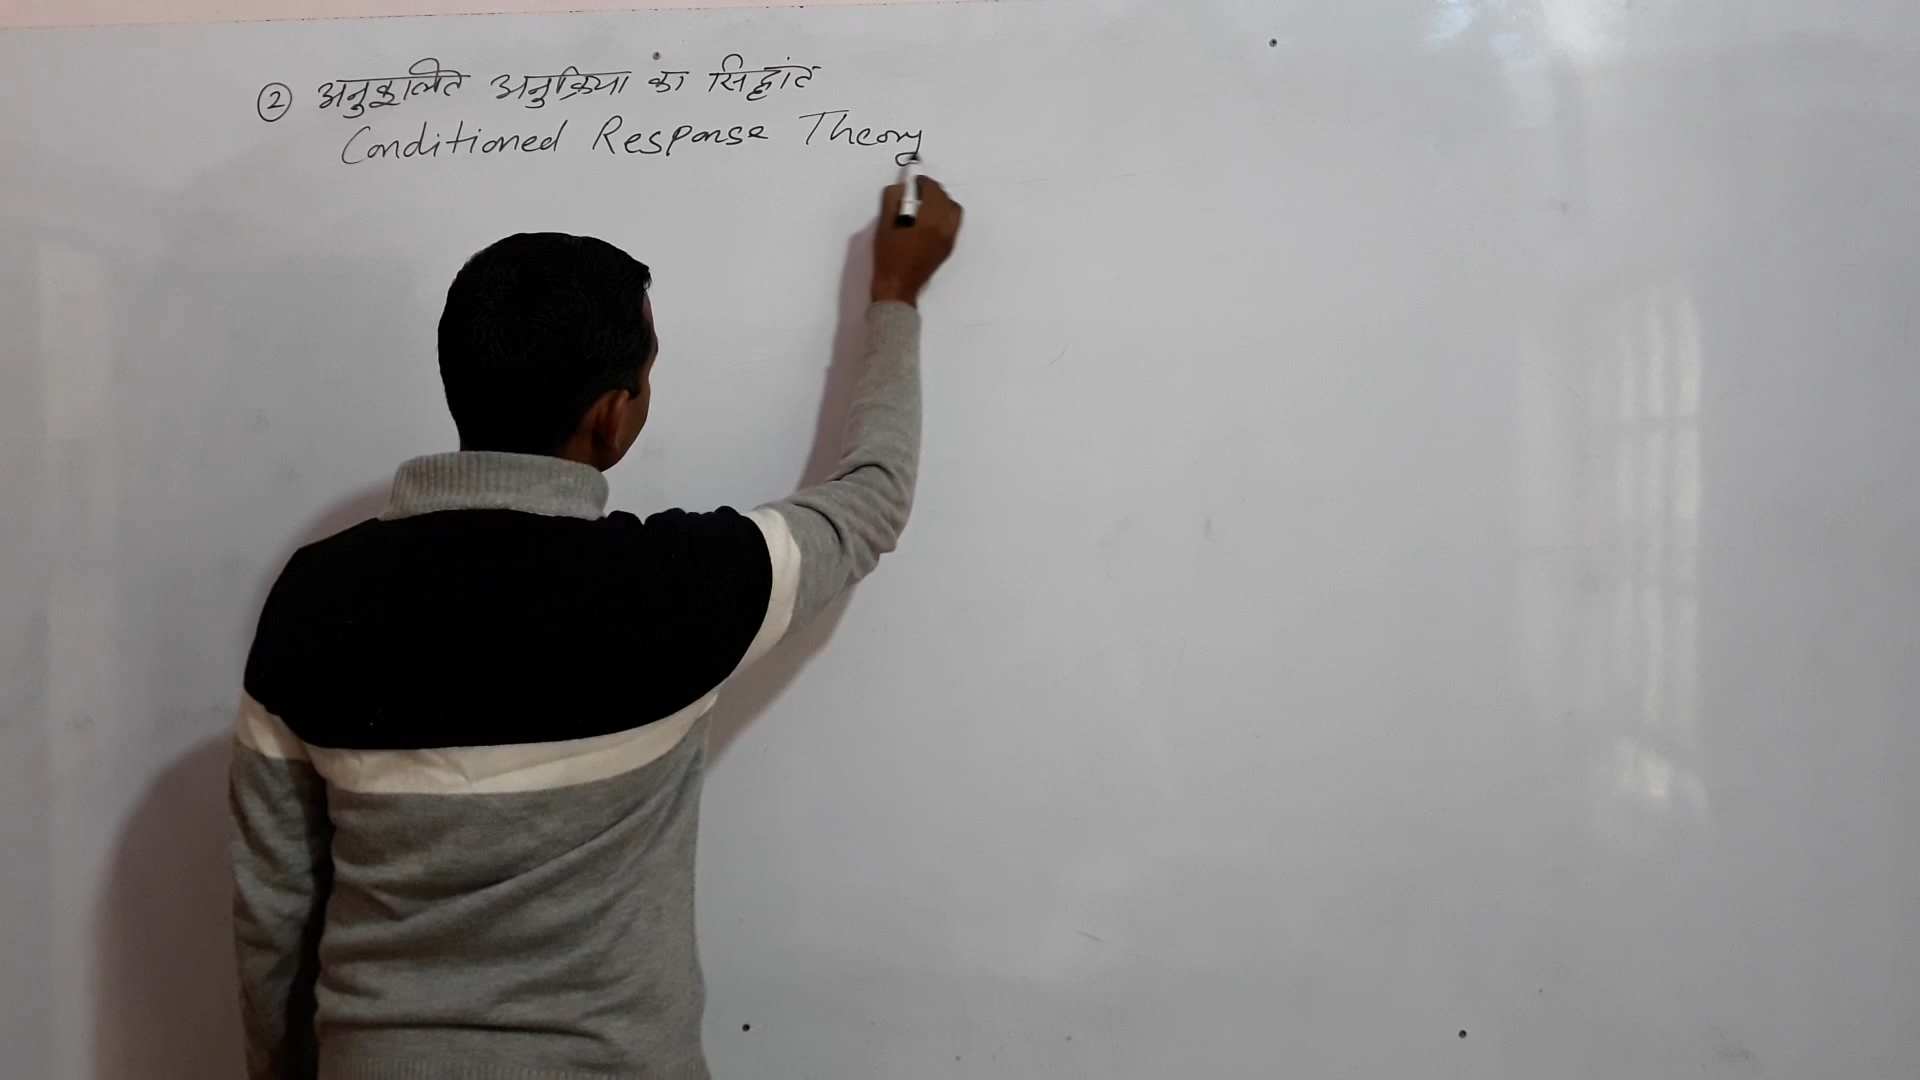 ② अनुकूलित अनुक्रिया का सिद्धांत
Conditioned Response Theory